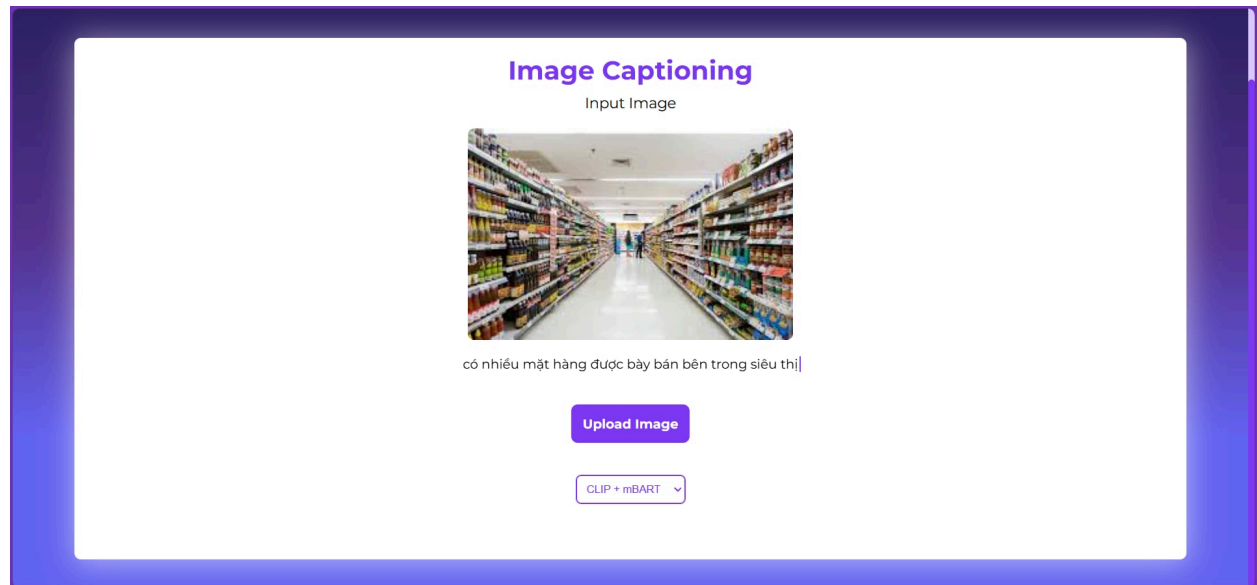 Image Captioning
Input Image
có nhiều mặt hàng được bày bán bên trong siêu thị
Upload Image
CLIP + mBART